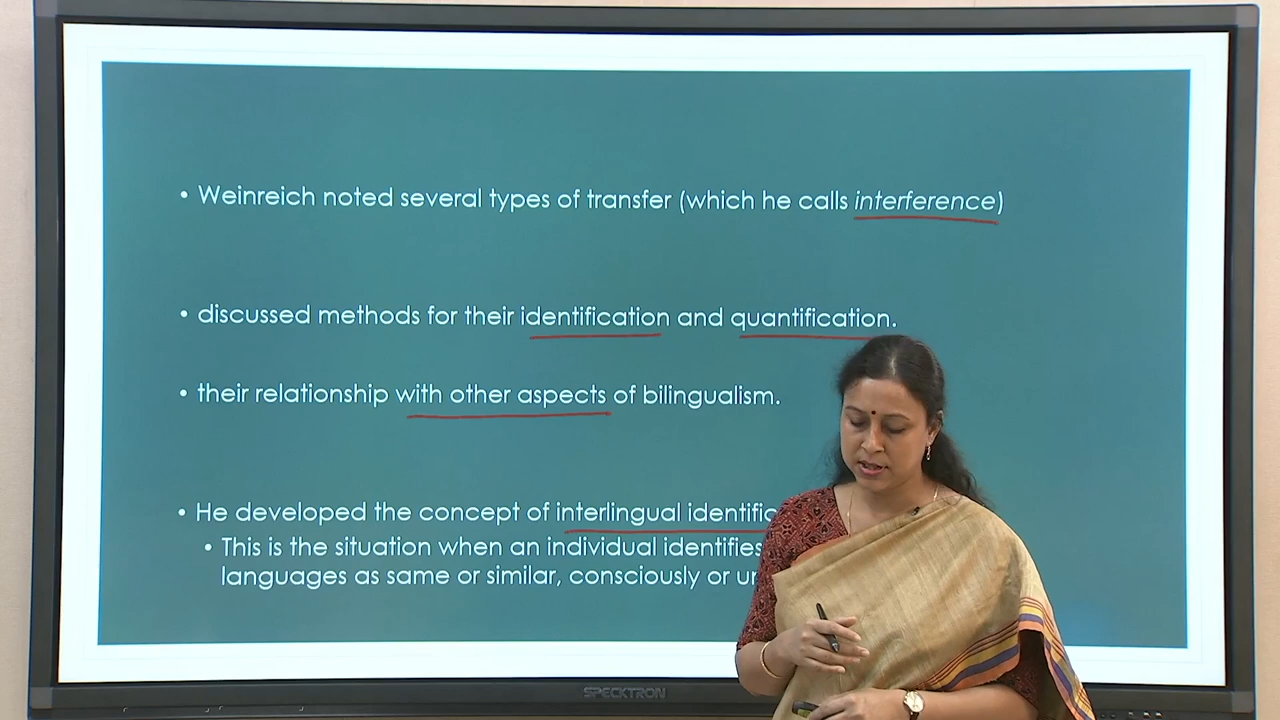 • Weinreich noted several types of transfer (which he calls interference)
• discussed methods for their identification and quantification.
• their relationship with other aspects of bilingualism.
• He developed the concept of interlingual
• This is the situation when an individual identifies
languages as same or similar, consciously or
SPECKTRON